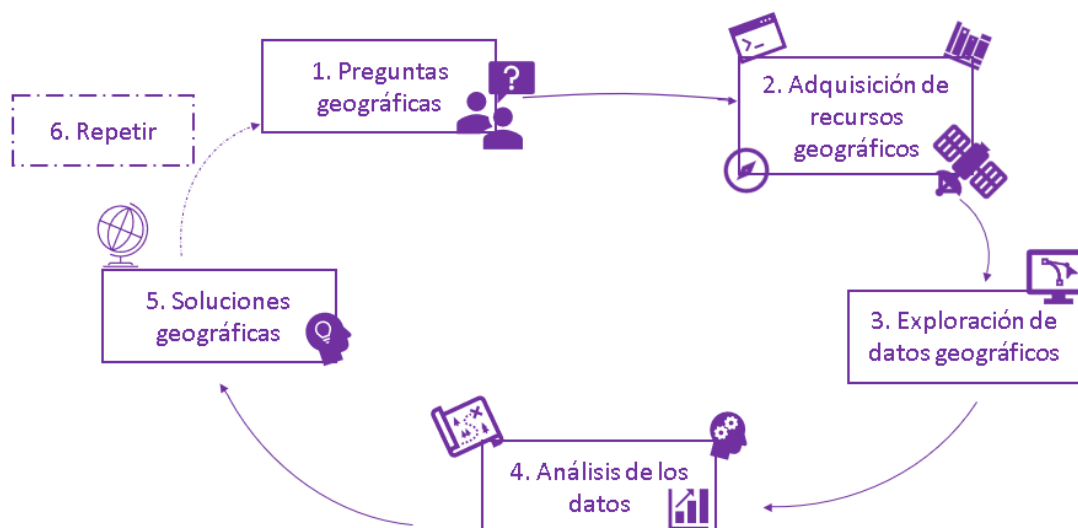 1. Preguntas
geográficas
2. Adquisición de
recursos
geográficos
3. Exploración de
datos geográficos
4. Análisis de los
datos
5. Soluciones
geográficas
6. Repetir